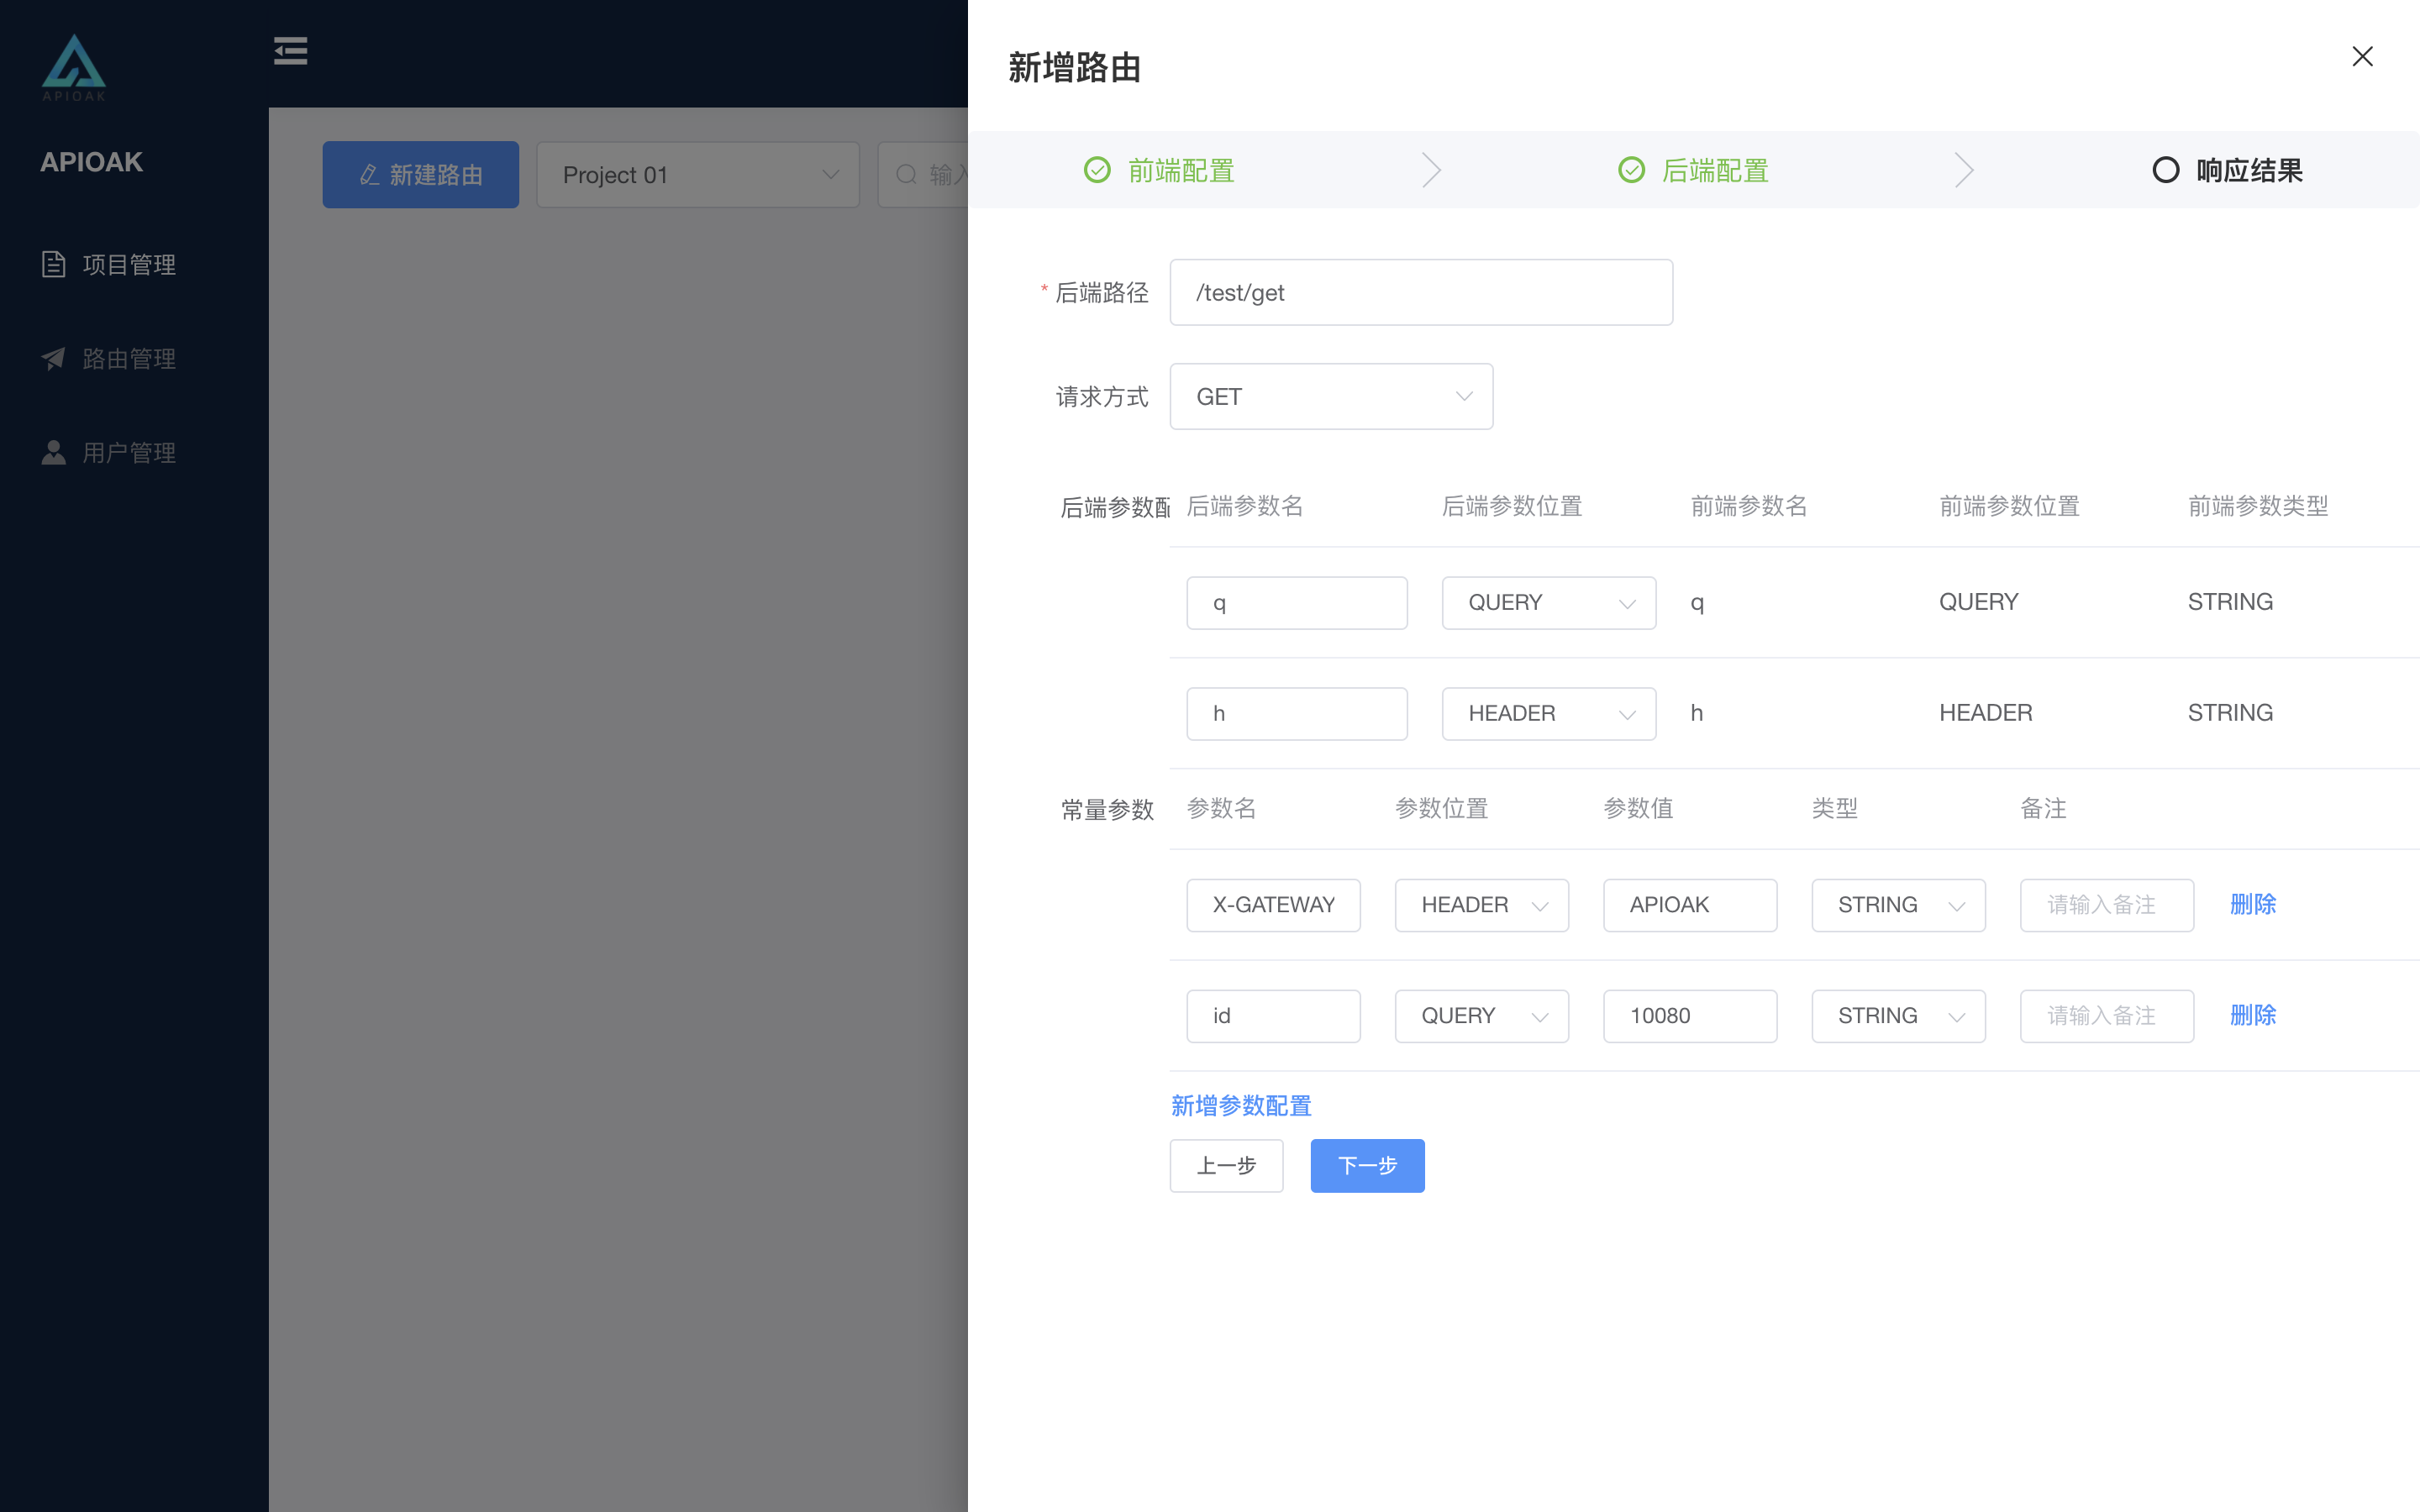 APIOAK
APIOAK
项目管理
路由管理
用户管理
新建路由
Project 01
输入
新增路由
前端配置
后端配置
响应结果
* 后端路径
/test/get
请求方式
GET
后端参数配
后端参数名 后端参数位置 前端参数名 前端参数位置 前端参数类型
q QUERY q QUERY STRING
h HEADER h HEADER STRING
常量参数
参数名 参数位置 参数值 类型 备注
X-GATEWAY HEADER APIOAK STRING 请输入备注 删除
id QUERY 10080 STRING 请输入备注 删除
新增参数配置
上一步 下一步